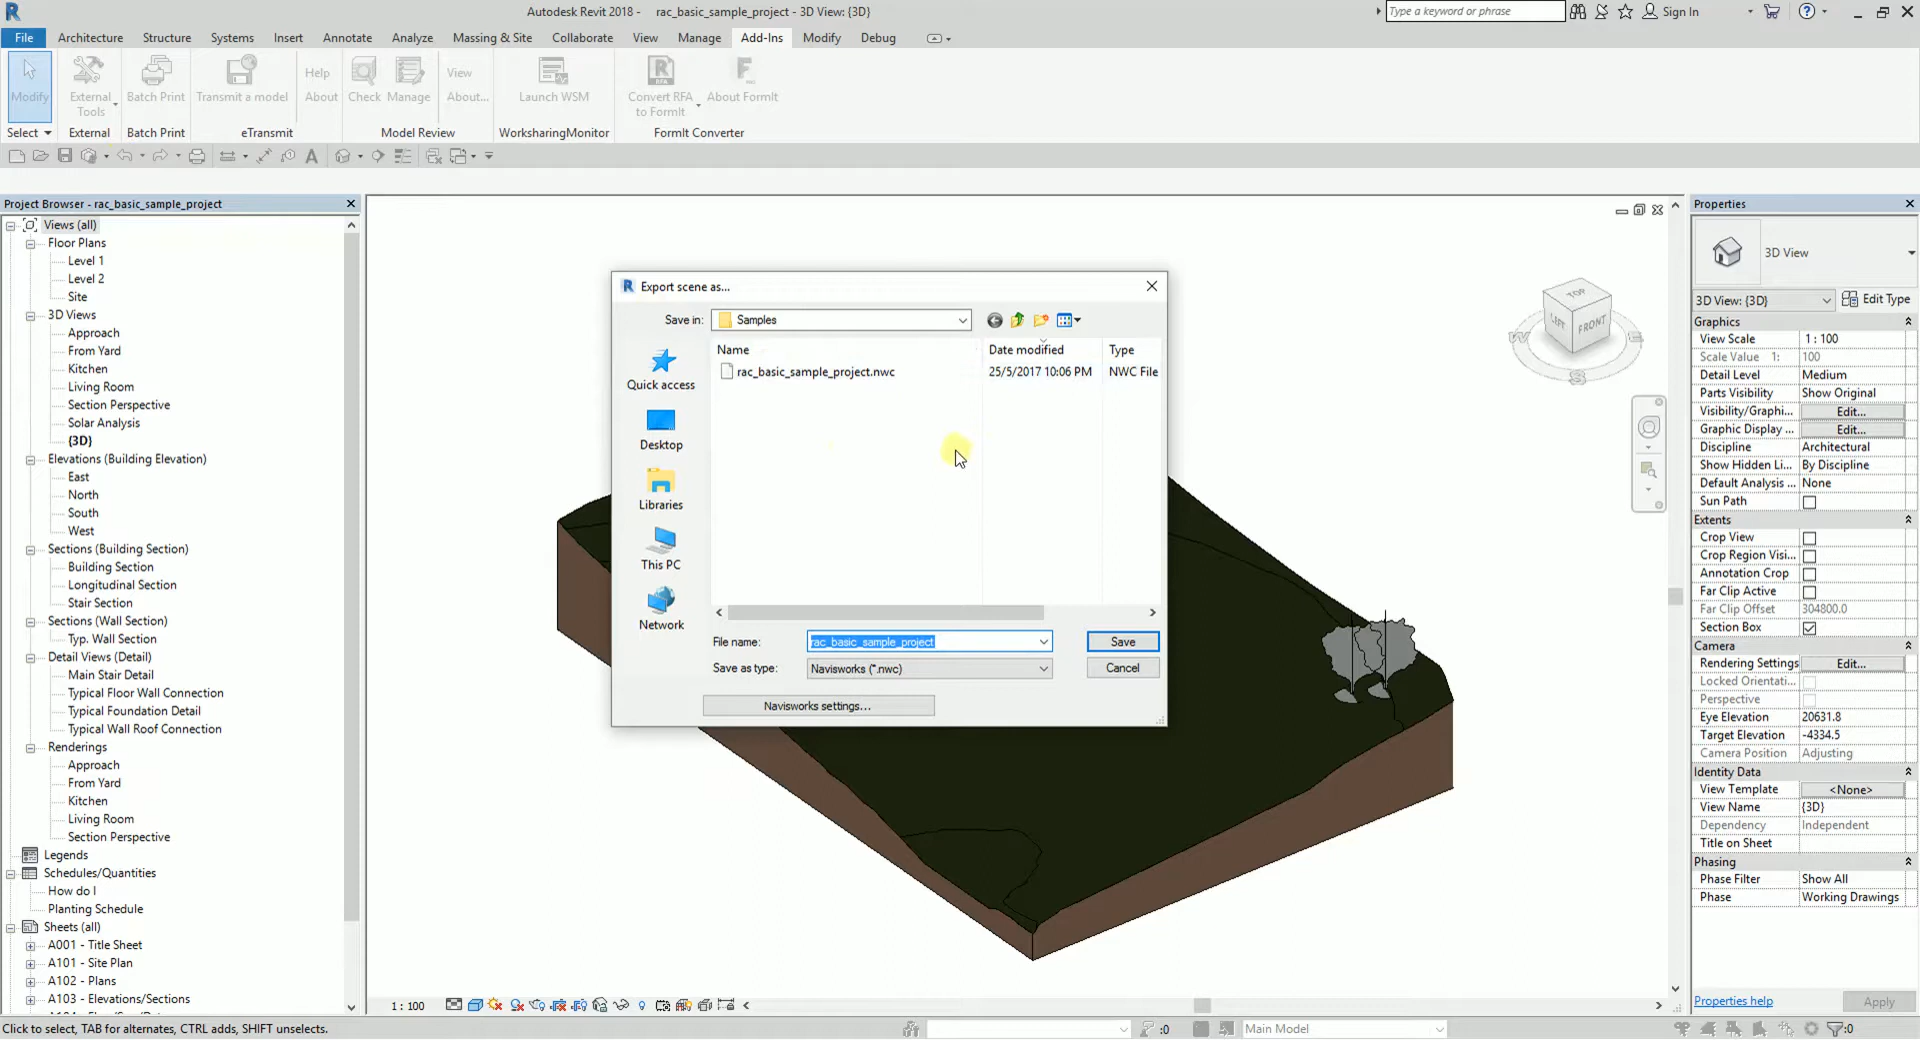 Autodesk Revit 2018 - rac_basic_sample_project - 3D View: {3D}
Type a keyword or phrase
Sign In
File Architecture Structure Systems Insert Annotate Analyze Massing & Site Collaborate View Manage Add-Ins Modify Debug
Modify
External Tools
Batch Print
Transmit a model
Help
About
Check
Manage
View
About...
Launch WSM
Convert RFA to FormIt
About FormIt
Select External Batch Print eTransmit Model Review WorksharingMonitor FormIt Converter
Project Browser - rac_basic_sample_project
Views (all)
Floor Plans
Level 1
Level 2
Site
3D Views
Approach
From Yard
Kitchen
Living Room
Section Perspective
Solar Analysis
{3D}
Elevations (Building Elevation)
East
North
South
West
Sections (Building Section)
Building Section
Longitudinal Section
Stair Section
Sections (Wall Section)
Typ. Wall Section
Detail Views (Detail)
Main Stair Detail
Typical Floor Wall Connection
Typical Foundation Detail
Typical Wall Roof Connection
Renderings
Approach
From Yard
Kitchen
Living Room
Section Perspective
Legends
Schedules/Quantities
How do I
Planting Schedule
Sheets (all)
A001 - Title Sheet
A101 - Site Plan
A102 - Plans
A103 - Elevations/Sections
Export scene as...
Save in: Samples
Name Date modified Type
rac_basic_sample_project.nwc 25/5/2017 10:06 PM NWC File
Quick access
Desktop
Libraries
This PC
Network
File name: rac_basic_sample_project Save
Save as type: Navisworks (*.nwc) Cancel
Navisworks settings...
TOP
LEFT
FRONT
W
S
E
Properties
3D View
3D View: {3D} Edit Type
Graphics
View Scale 1 : 100
Scale Value 1: 100
Detail Level Medium
Parts Visibility Show Original
Visibility/Graphi... Edit...
Graphic Display ... Edit...
Discipline Architectural
Show Hidden Li... By Discipline
Default Analysis ... None
Sun Path
Extents
Crop View
Crop Region Visi...
Annotation Crop
Far Clip Active
Far Clip Offset 304800.0
Section Box
Camera
Rendering Settings Edit...
Locked Orientati...
Perspective
Eye Elevation 20631.8
Target Elevation -4334.5
Camera Position Adjusting
Identity Data
View Template <None>
View Name {3D}
Dependency Independent
Title on Sheet
Phasing
Phase Filter Show All
Phase Working Drawings
Properties help Apply
1 : 100
Click to select, TAB for alternates, CTRL adds, SHIFT unselects.
:0
Main Model
:0